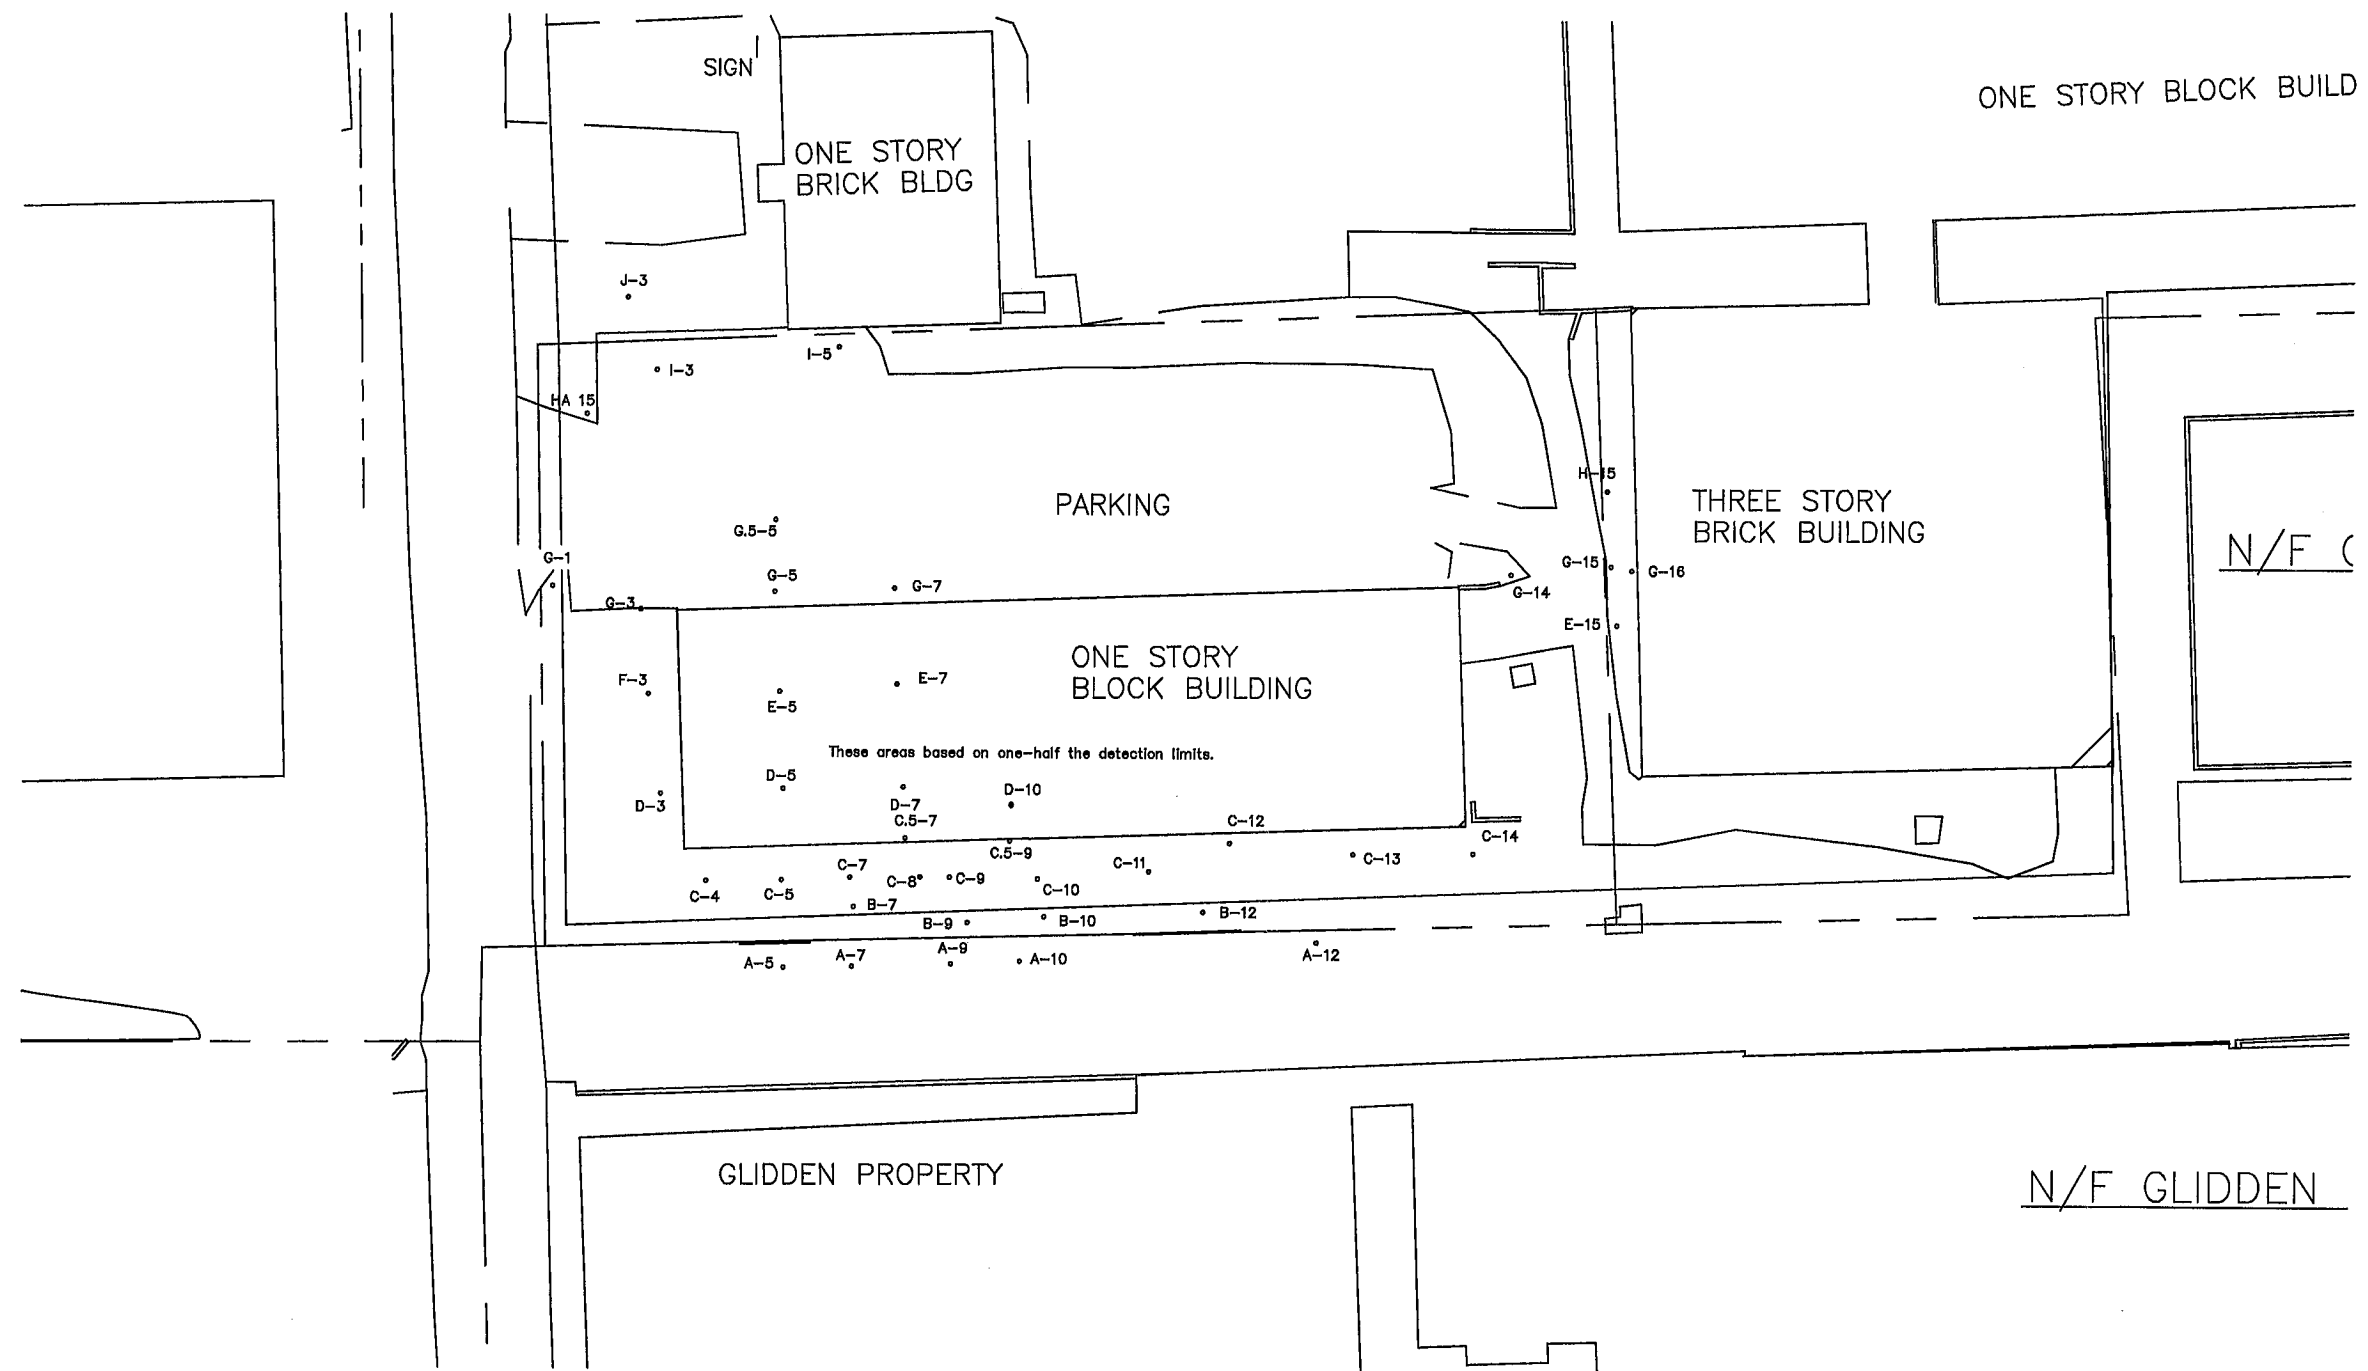 SIGN
ONE STORY BLOCK BUILD
ONE STORY
BRICK BLDG
J-3
I-5
I-3
HA 15
PARKING
H-15
THREE STORY
BRICK BUILDING
G.5-5
N/F
G-1
G-5
G-7
G-15
G-16
G-3
G-14
E-15
ONE STORY
BLOCK BUILDING
F-3
E-7
E-5
These areas based on one-half the detection limits.
D-5
D-10
D-3
D-7
C.5-7
C-12
C-14
C.5-9
C-7
C-11
C-13
C-8
C-9
C-10
C-4
C-5
B-7
B-9
B-10
B-12
A-9
A-5
A-7
A-10
A-12
GLIDDEN PROPERTY
N/F GLIDDEN